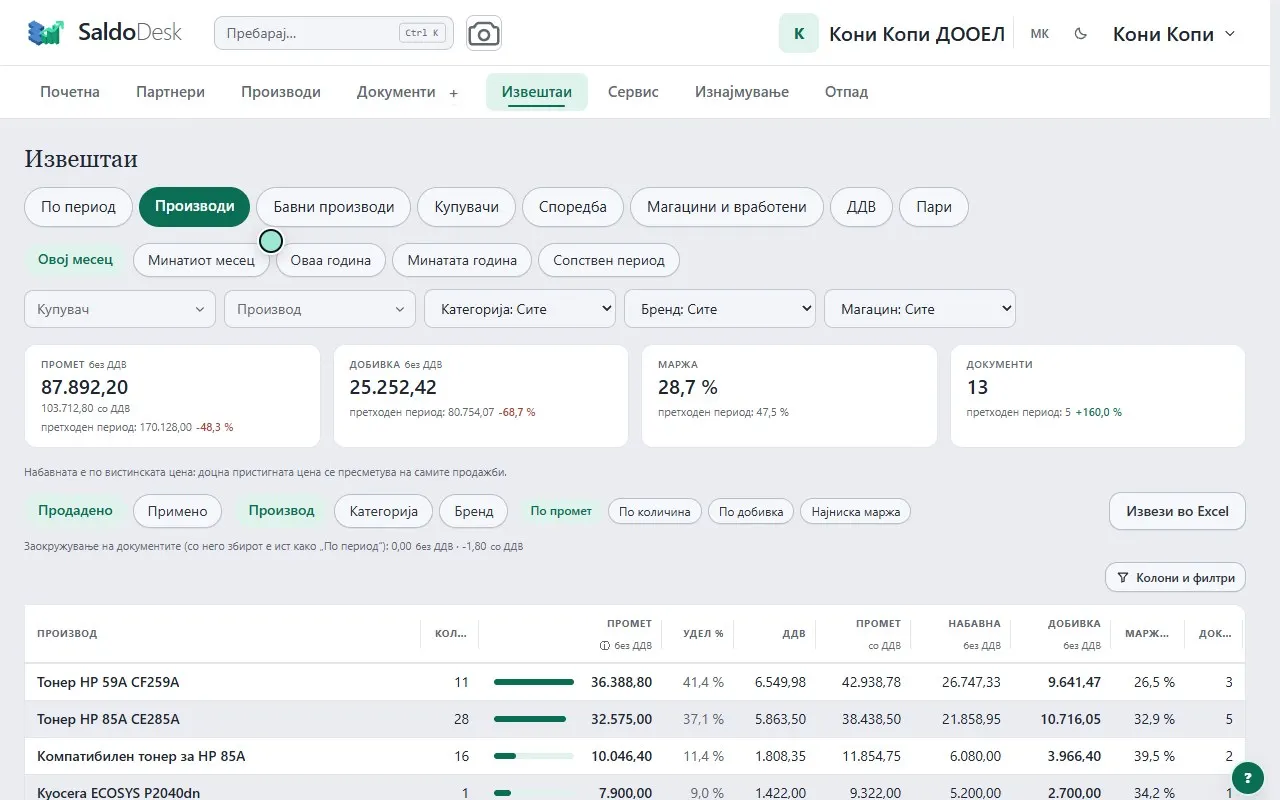 SaldoDesk
Пребарај... Ctrl K
К Кони Копи ДООЕЛ МК Кони Копи
Почетна Партнери Производи Документи + Извештаи Сервис Изнајмување Отпад
Извештаи
По период Производи Бавни производи Купувачи Споредба Магацини и вработени ДДВ Пари
Овој месец Минатиот месец Оваа година Минатата година Сопствен период
Купувач Производ Категорија: Сите Бренд: Сите Магацин: Сите
ПРОМЕТ без ДДВ
87.892,20
103.712,80 со ДДВ
претходен период: 170.128,00 -48,3 %
ДОБИВКА без ДДВ
25.252,42
претходен период: 80.754,07 -68,7 %
МАРЖА
28,7 %
претходен период: 47,5 %
ДОКУМЕНТИ
13
претходен период: 5 +160,0 %
Набавната е по вистинската цена: доцна пристигната цена се пресметува на самите продажби.
Продадено Примено Производ Категорија Бренд По промет По количина По добивка Најниска маржа Извези во Excel
Заокружување на документите (со него збирот е ист како „По период“): 0,00 без ДДВ · -1,80 со ДДВ
Колони и филтри
ПРОИЗВОД КОЛ... ПРОМЕТ без ДДВ УДЕЛ % ДДВ ПРОМЕТ со ДДВ НАБАВНА без ДДВ ДОБИВКА без ДДВ МАРЖ... ДОК...
Тонер HP 59A CF259A 11 36.388,80 41,4 % 6.549,98 42.938,78 26.747,33 9.641,47 26,5 % 3
Тонер HP 85A CE285A 28 32.575,00 37,1 % 5.863,50 38.438,50 21.858,95 10.716,05 32,9 % 5
Компатибилен тонер за HP 85A 16 10.046,40 11,4 % 1.808,35 11.854,75 6.080,00 3.966,40 39,5 % 2
Kyocera ECOSYS P2040dn 1 7.900,00 9,0 % 1.422,00 9.322,00 5.200,00 2.700,00 34,2 % 1
?